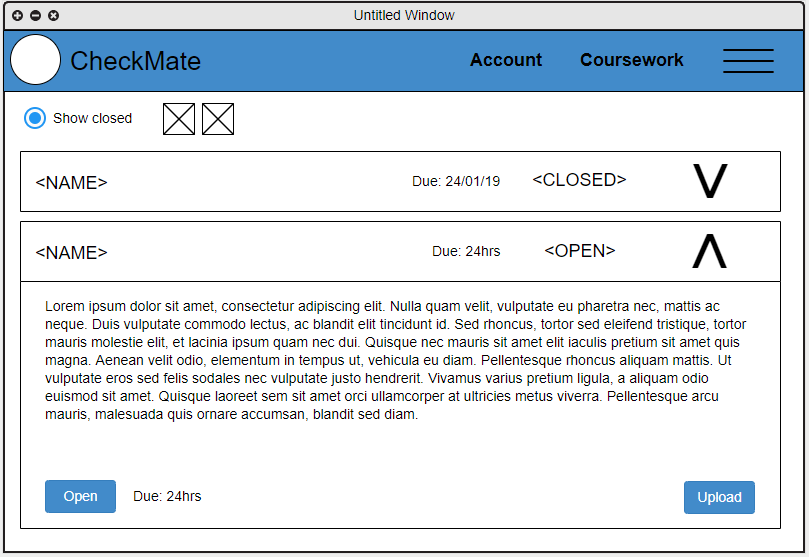 Untitled Window
CheckMate
Account
Coursework
Show closed
<NAME>
Due: 24/01/19
<CLOSED>
<NAME>
Due: 24hrs
<OPEN>
Lorem ipsum dolor sit amet, consectetur adipiscing elit. Nulla quam velit, vulputate eu pharetra nec, mattis ac
neque. Duis vulputate commodo lectus, ac blandit elit tincidunt id. Sed rhoncus, tortor sed eleifend tristique, tortor
mauris molestie elit, et lacinia ipsum quam nec dui. Quisque nec mauris sit amet elit iaculis pretium sit amet quis
magna. Aenean velit odio, elementum in tempus ut, vehicula eu diam. Pellentesque rhoncus aliquam mattis. Ut
vulputate eros sed felis sodales nec vulputate justo hendrerit. Vivamus varius pretium ligula, a aliquam odio
euismod sit amet. Quisque laoreet sem sit amet orci ullamcorper at ultricies metus viverra. Pellentesque arcu
mauris, malesuada quis ornare accumsan, blandit sed diam.
Open
Due: 24hrs
Upload